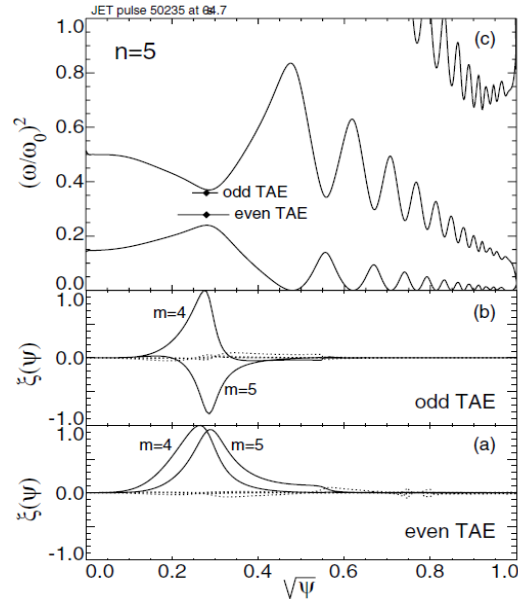 JET pulse 50235 at 64.7
(c)
n=5
1.0
0.8
0.6
0.4
0.2
0.0
(ω/ω₀)²
odd TAE
even TAE
(b)
1.0
0.0
-1.0
ξ(ψ)
m=4
m=5
odd TAE
(a)
1.0
0.0
-1.0
ξ(ψ)
m=4
m=5
even TAE
0.0 0.2 0.4 0.6 0.8 1.0
√ψ